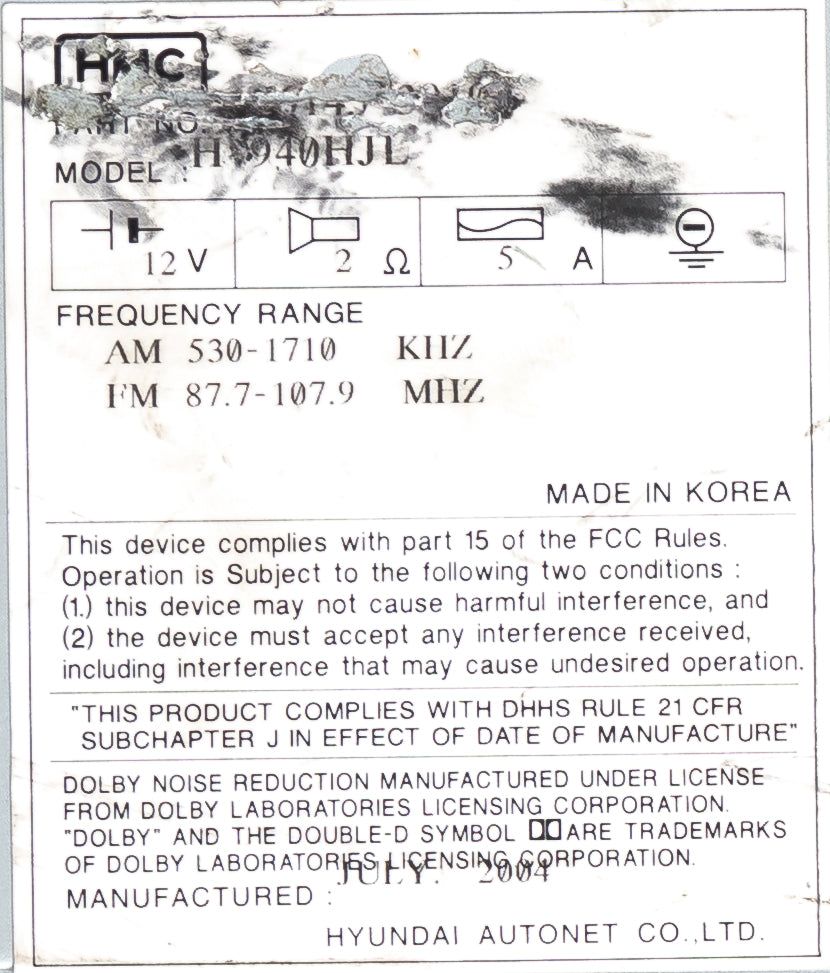 HMC
PART NO.
MODEL : H 940HJL
12 V 2 Ω 5 A
FREQUENCY RANGE
AM 530-1710 KHZ
FM 87.7-107.9 MHZ
MADE IN KOREA
This device complies with part 15 of the FCC Rules.
Operation is Subject to the following two conditions :
(1.) this device may not cause harmful interference, and
(2) the device must accept any interference received,
including interference that may cause undesired operation.
"THIS PRODUCT COMPLIES WITH DHHS RULE 21 CFR
SUBCHAPTER J IN EFFECT OF DATE OF MANUFACTURE"
DOLBY NOISE REDUCTION MANUFACTURED UNDER LICENSE
FROM DOLBY LABORATORIES LICENSING CORPORATION.
"DOLBY" AND THE DOUBLE-D SYMBOL ARE TRADEMARKS
OF DOLBY LABORATORIES LICENSING CORPORATION.
JULY. 2004
MANUFACTURED :
HYUNDAI AUTONET CO.,LTD.